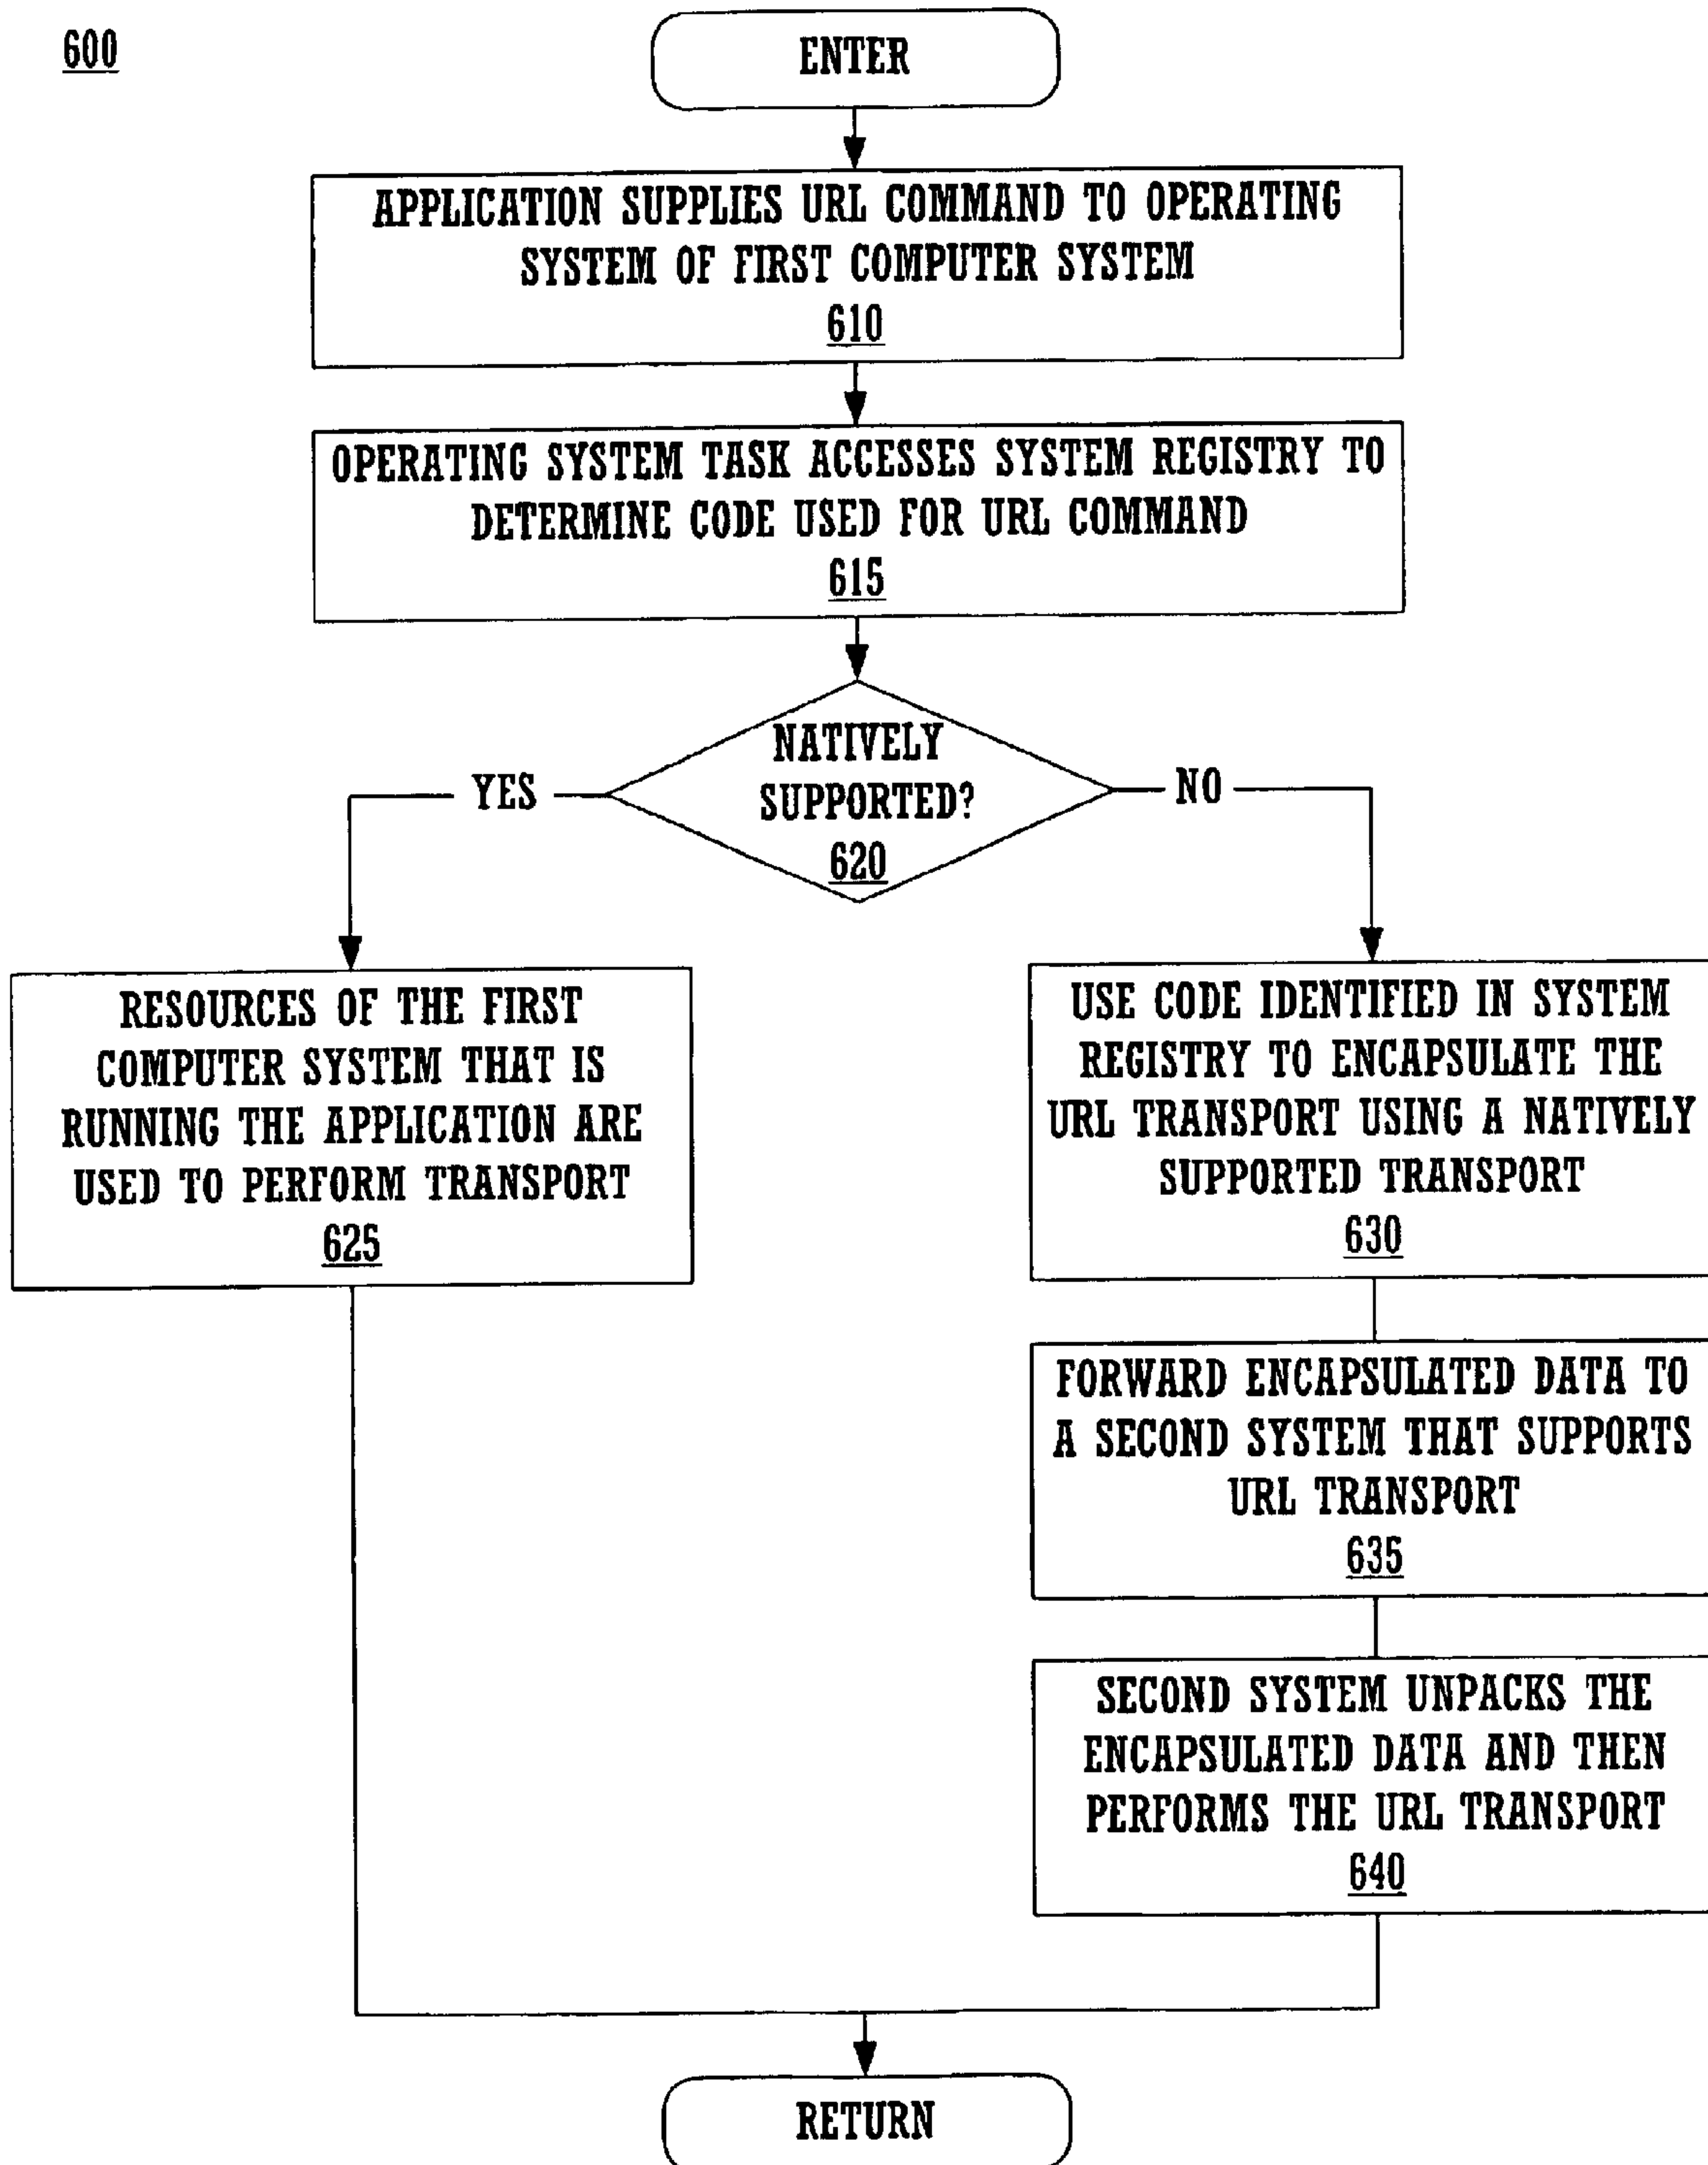 600
ENTER
APPLICATION SUPPLIES URL COMMAND TO OPERATING
SYSTEM OF FIRST COMPUTER SYSTEM
610
OPERATING SYSTEM TASK ACCESSES SYSTEM REGISTRY TO
DETERMINE CODE USED FOR URL COMMAND
615
NATIVELY
SUPPORTED?
620
YES
NO
RESOURCES OF THE FIRST
COMPUTER SYSTEM THAT IS
RUNNING THE APPLICATION ARE
USED TO PERFORM TRANSPORT
625
USE CODE IDENTIFIED IN SYSTEM
REGISTRY TO ENCAPSULATE THE
URL TRANSPORT USING A NATIVELY
SUPPORTED TRANSPORT
630
FORWARD ENCAPSULATED DATA TO
A SECOND SYSTEM THAT SUPPORTS
URL TRANSPORT
635
SECOND SYSTEM UNPACKS THE
ENCAPSULATED DATA AND THEN
PERFORMS THE URL TRANSPORT
640
RETURN